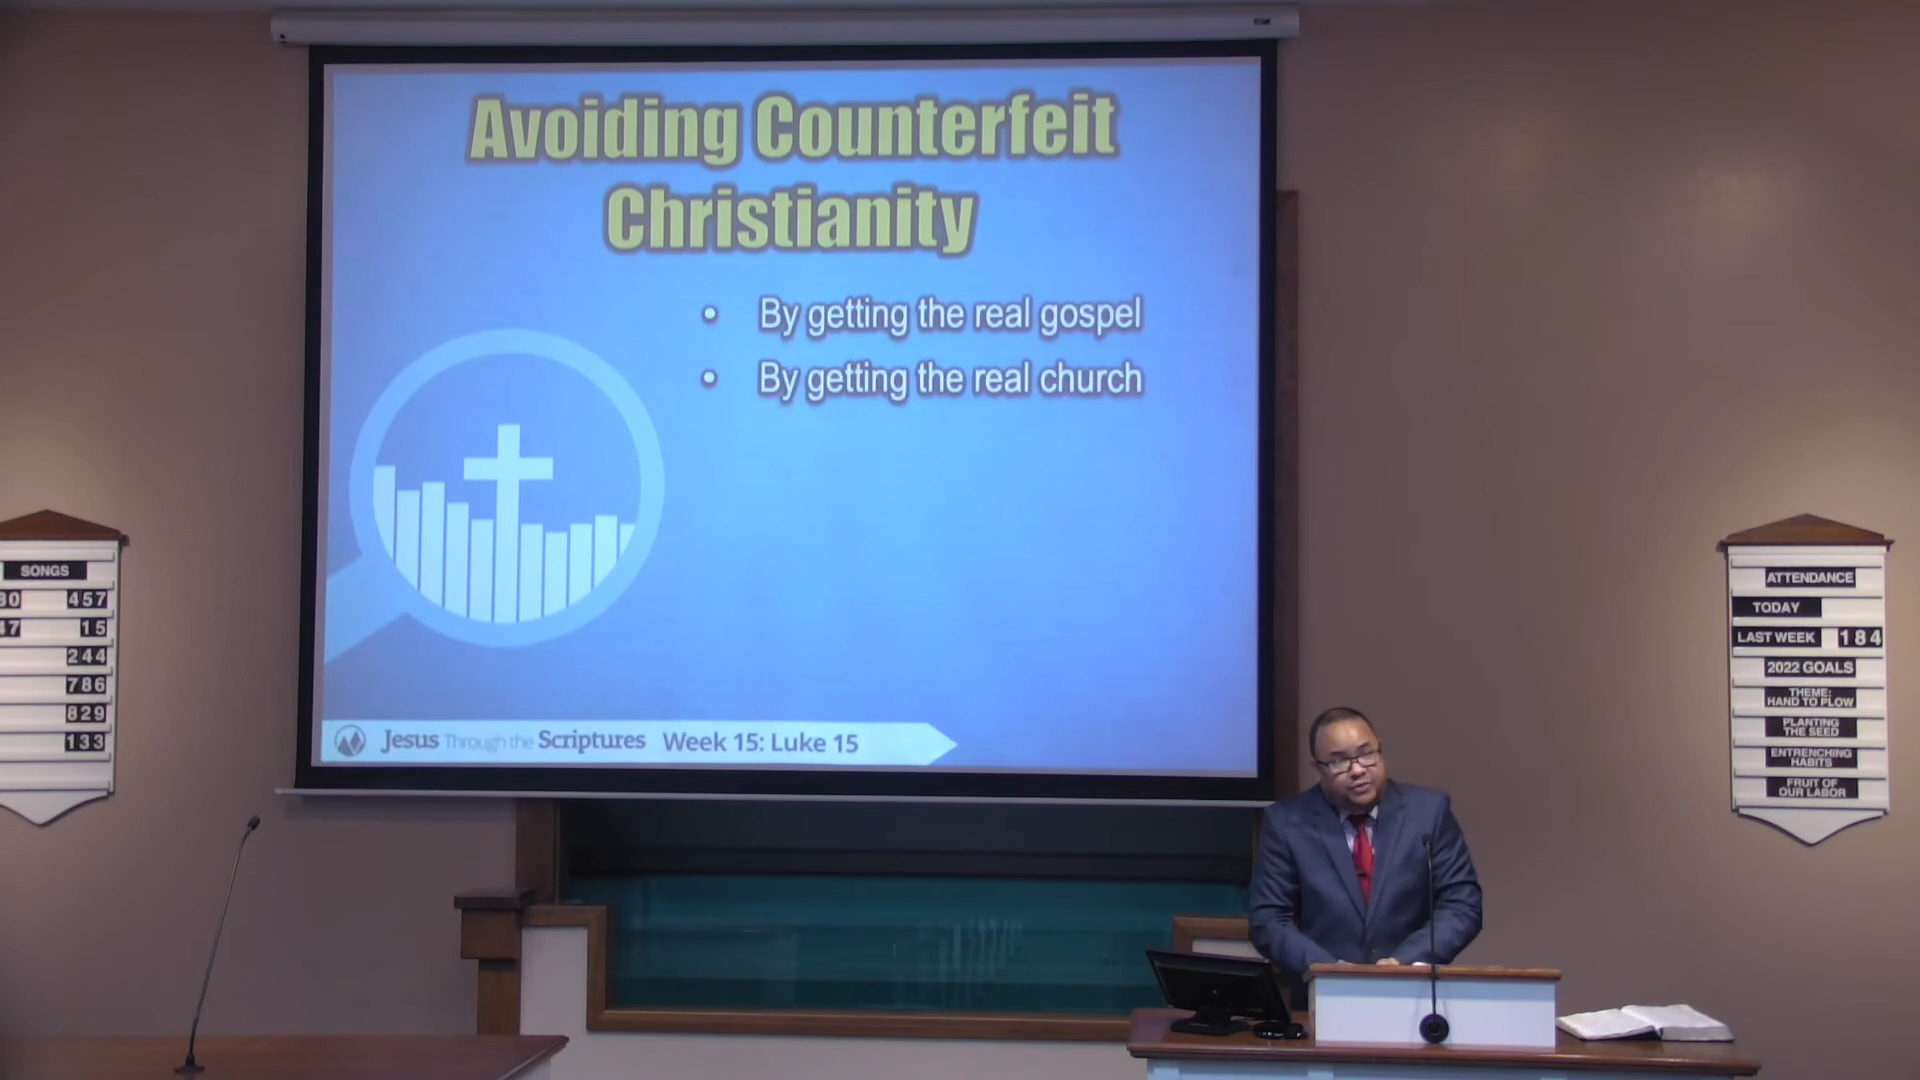 Avoiding Counterfeit
Christianity
• By getting the real gospel
• By getting the real church
Jesus Through the Scriptures Week 15: Luke 15
SONGS
457
15
244
786
829
133
ATTENDANCE
TODAY
LAST WEEK 184
2022 GOALS
THEME:
HAND TO PLOW
PLANTING
THE SEED
ENTRENCHING
HABITS
FRUIT OF
OUR LABOR